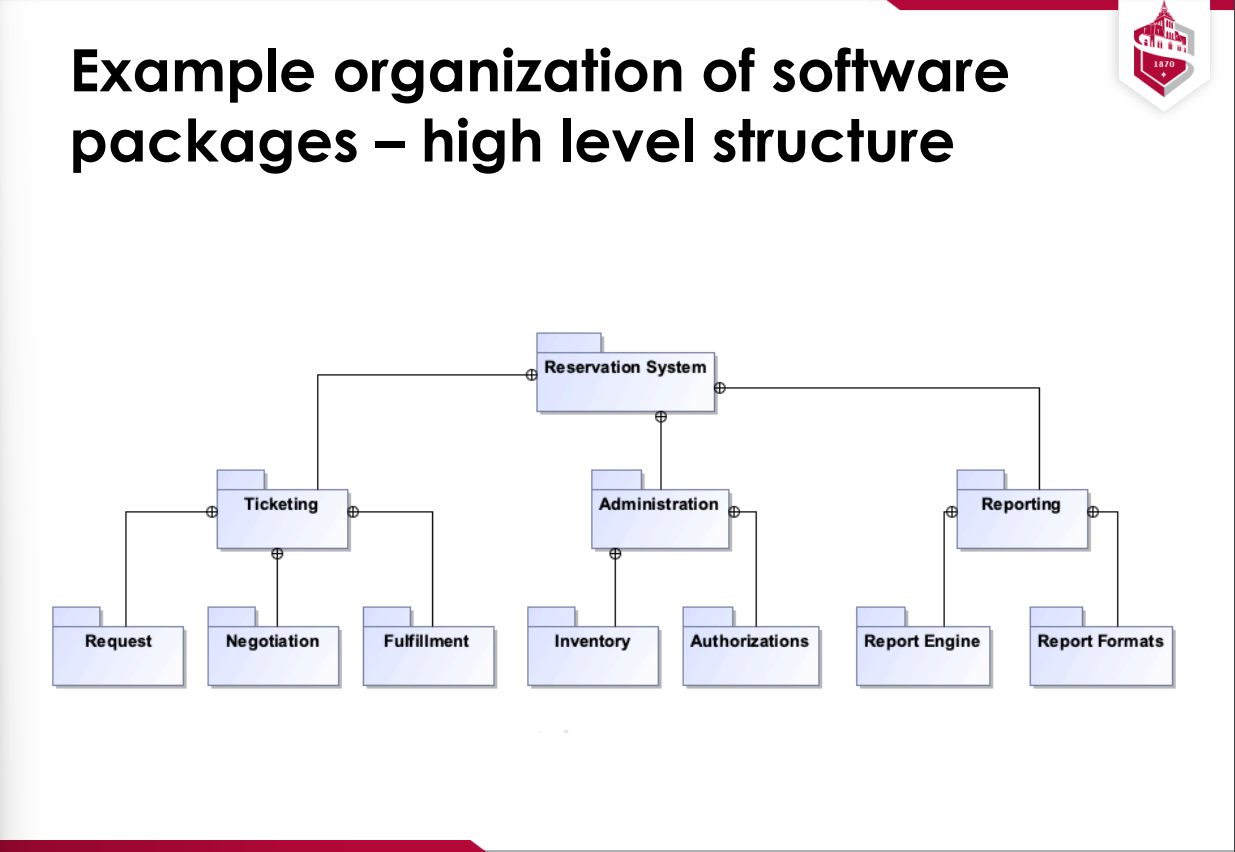 Example organization of software
packages – high level structure
1870
Reservation System
Ticketing
Administration
Reporting
Request
Negotiation
Fulfillment
Inventory
Authorizations
Report Engine
Report Formats